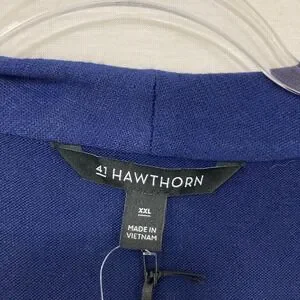 41 HAWTHORN
XXL
MADE IN
VIETNAM